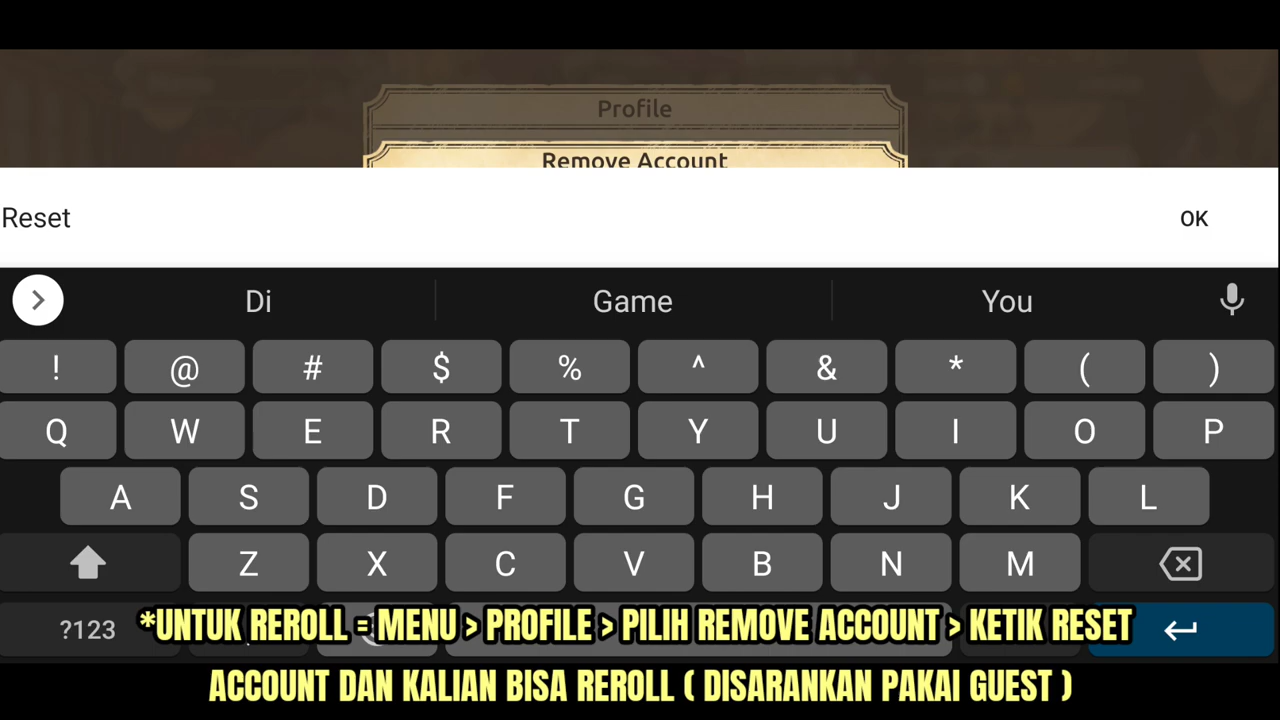 Profile
Remove Account
Reset OK
Di Game You
! @ # $ % ^ & * ( )
Q W E R T Y U I O P
A S D F G H J K L
Z X C V B N M
?123
*UNTUK REROLL = MENU > PROFILE > PILIH REMOVE ACCOUNT > KETIK RESET
ACCOUNT DAN KALIAN BISA REROLL ( DISARANKAN PAKAI GUEST )